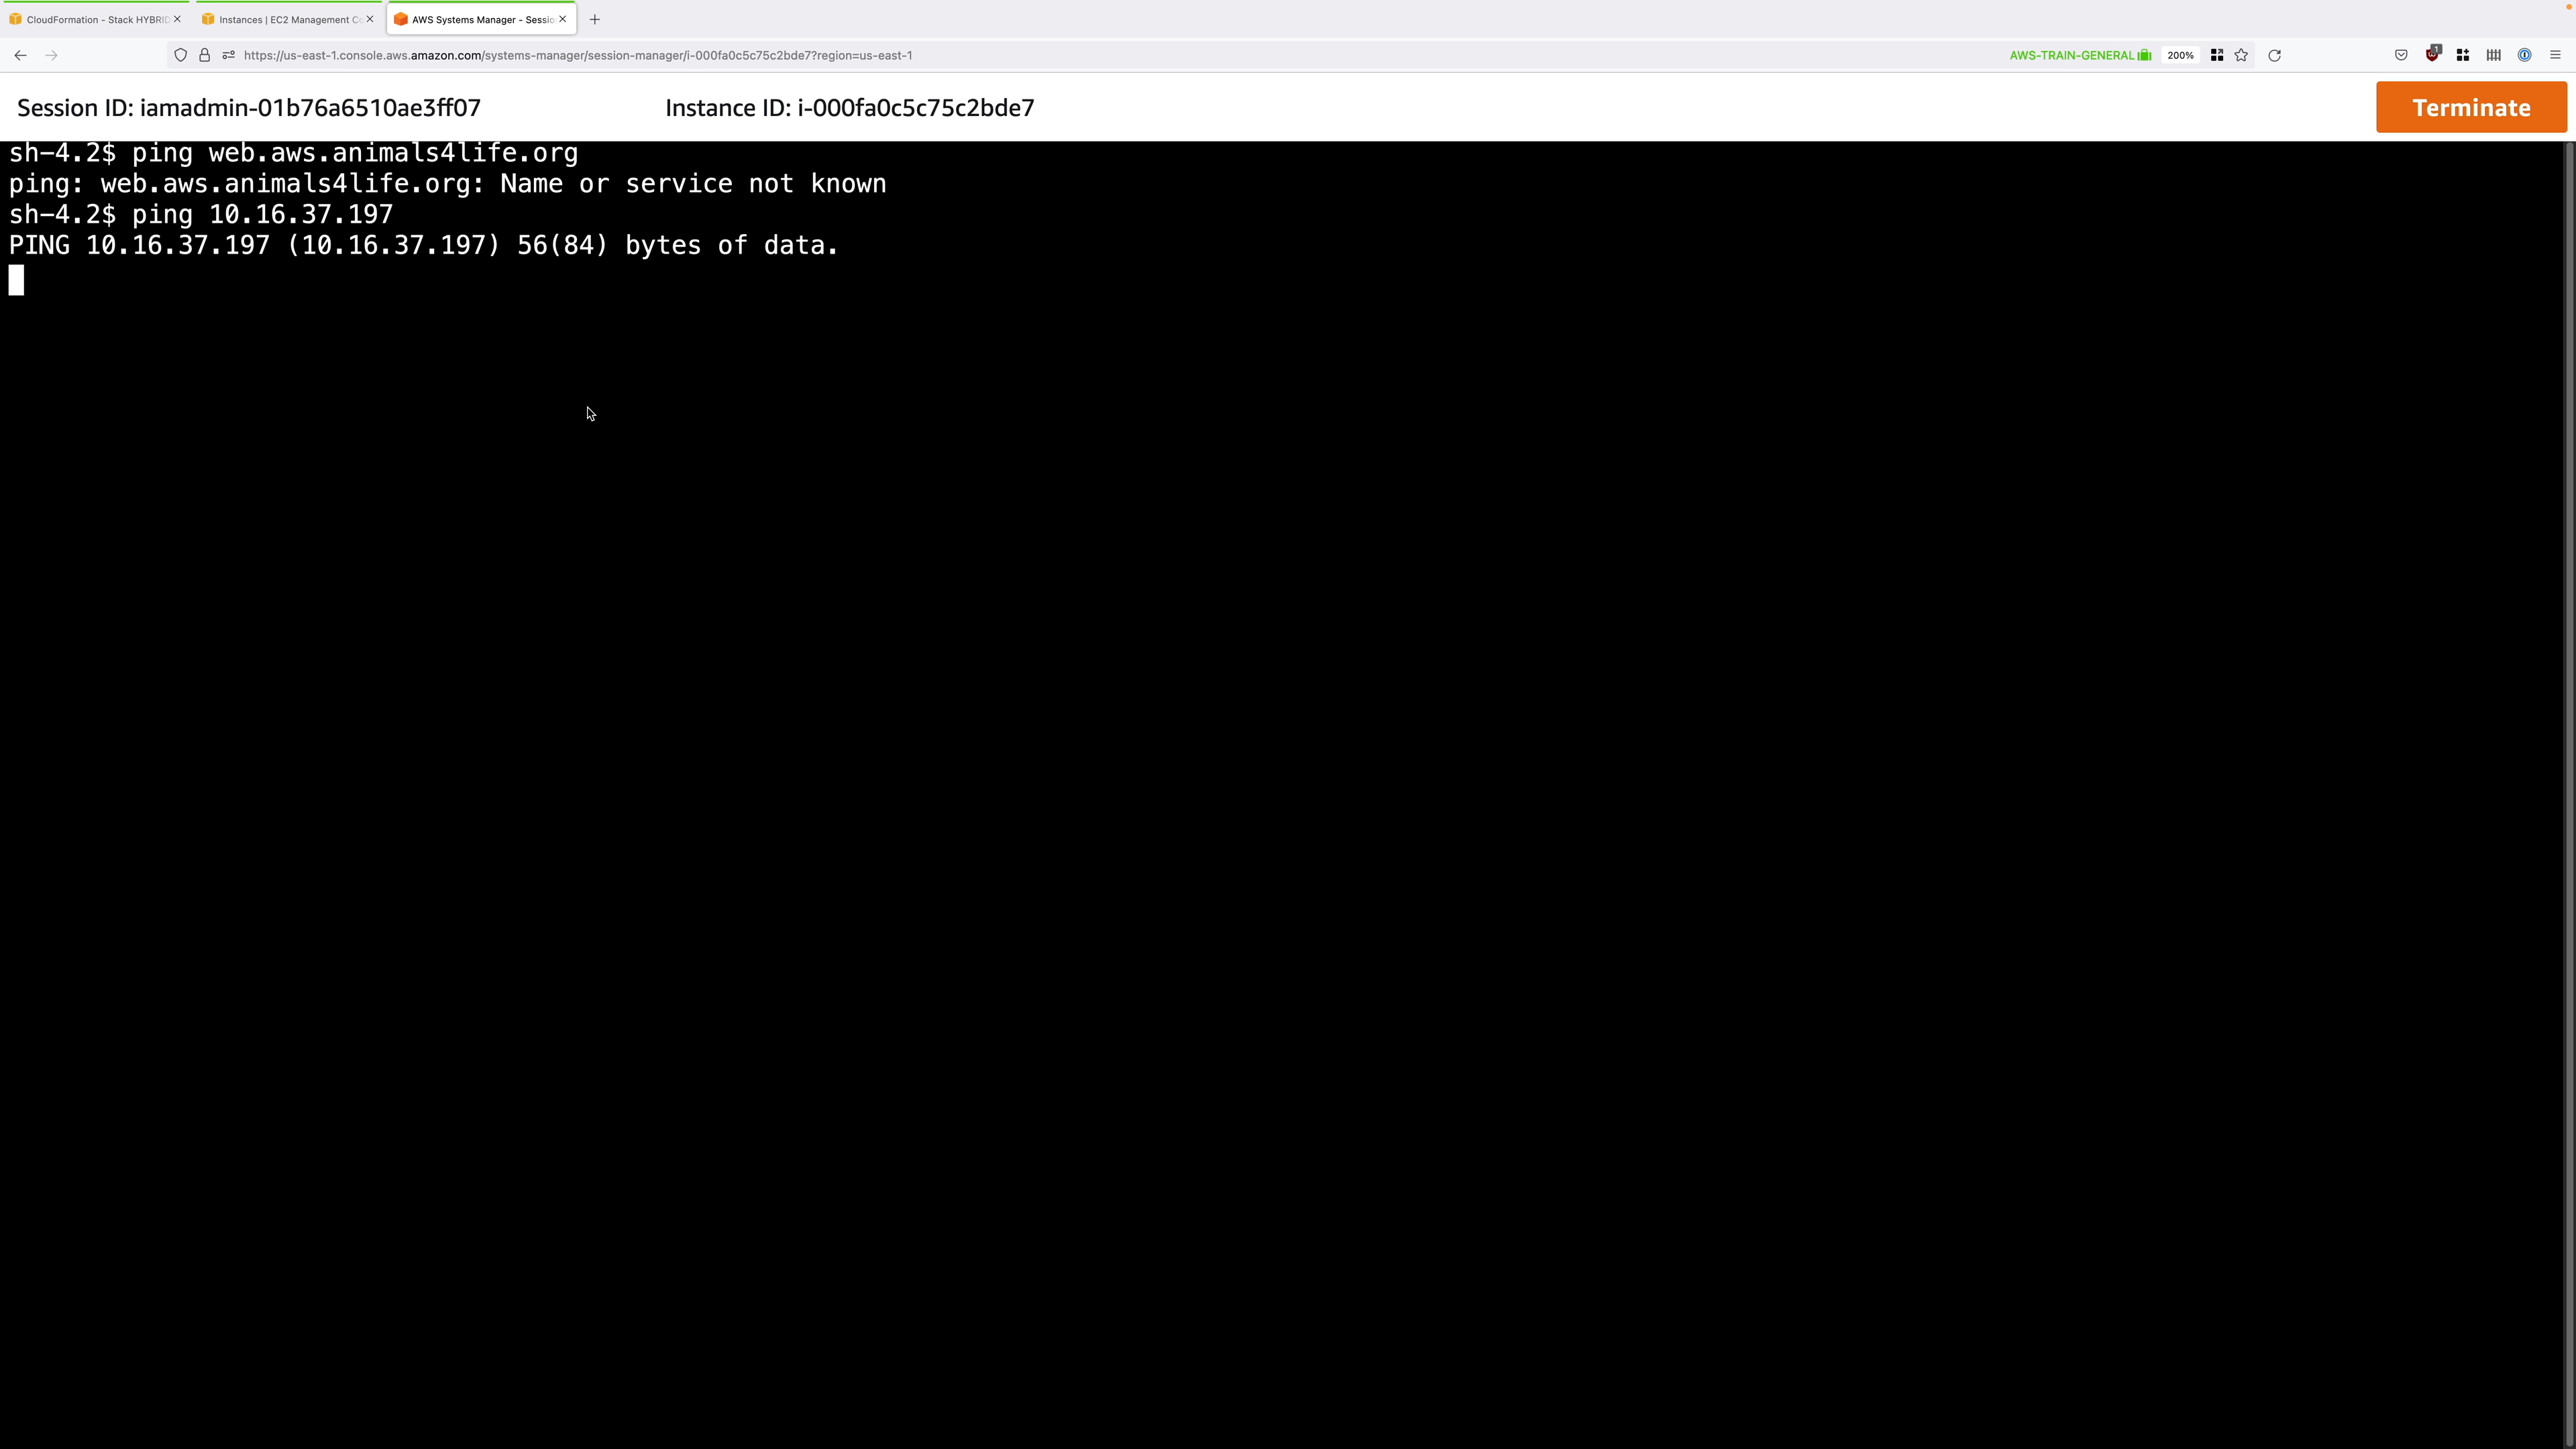 CloudFormation - Stack HYBRID
Instances | EC2 Management Co
AWS Systems Manager - Sessio
https://us-east-1.console.aws.amazon.com/systems-manager/session-manager/i-000fa0c5c75c2bde7?region=us-east-1
AWS-TRAIN-GENERAL
200%
1
Session ID: iamadmin-01b76a6510ae3ff07
Instance ID: i-000fa0c5c75c2bde7
Terminate
sh-4.2$ ping web.aws.animals4life.org
ping: web.aws.animals4life.org: Name or service not known
sh-4.2$ ping 10.16.37.197
PING 10.16.37.197 (10.16.37.197) 56(84) bytes of data.